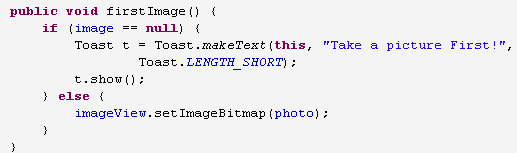 public void firstImage() {
    if (image == null) {
        Toast t = Toast.makeText(this, "Take a picture First!",
                Toast.LENGTH_SHORT);
        t.show();
    } else {
        imageView.setImageBitmap(photo);
    }
}